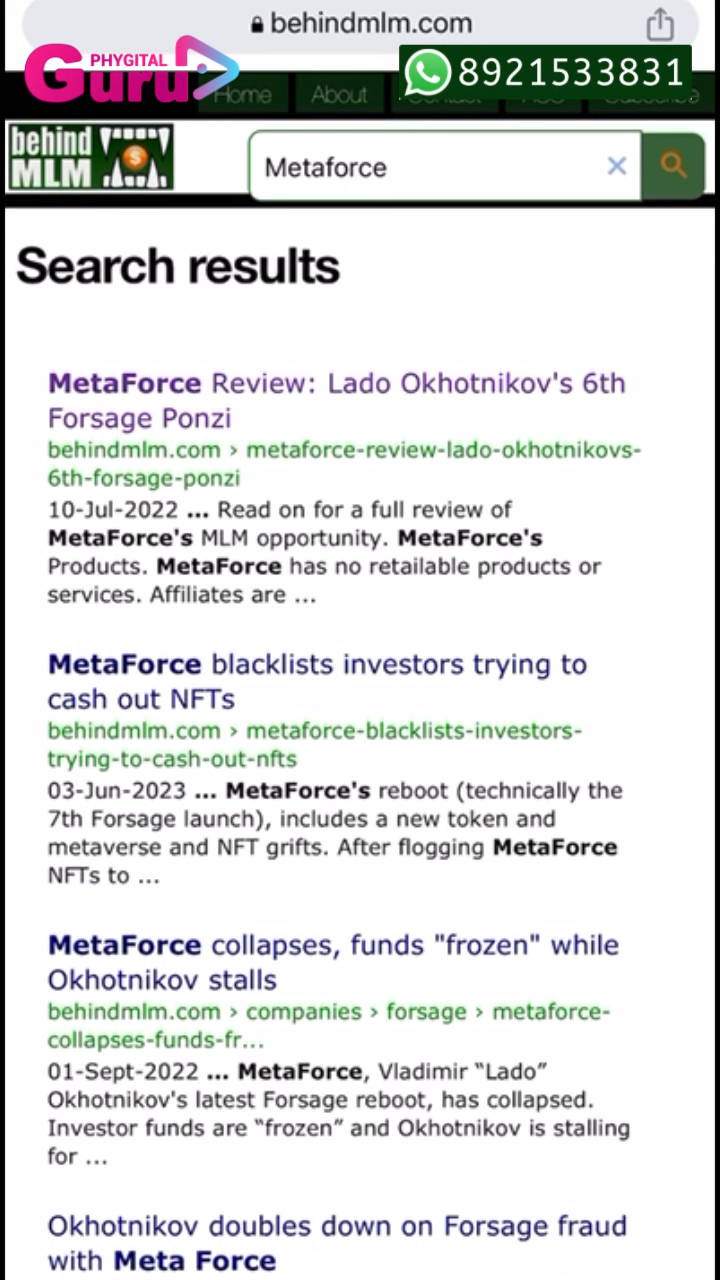 behindmlm.com
PHYGITAL
Guru
8921533831
Home About
behind
MLM
Metaforce
Search results
MetaForce Review: Lado Okhotnikov's 6th
Forsage Ponzi
behindmlm.com › metaforce-review-lado-okhotnikovs-
6th-forsage-ponzi
10-Jul-2022 ... Read on for a full review of
MetaForce's MLM opportunity. MetaForce's
Products. MetaForce has no retailable products or
services. Affiliates are ...
MetaForce blacklists investors trying to
cash out NFTs
behindmlm.com › metaforce-blacklists-investors-
trying-to-cash-out-nfts
03-Jun-2023 ... MetaForce's reboot (technically the
7th Forsage launch), includes a new token and
metaverse and NFT grifts. After flogging MetaForce
NFTs to ...
MetaForce collapses, funds "frozen" while
Okhotnikov stalls
behindmlm.com › companies › forsage › metaforce-
collapses-funds-fr...
01-Sept-2022 ... MetaForce, Vladimir “Lado”
Okhotnikov's latest Forsage reboot, has collapsed.
Investor funds are “frozen” and Okhotnikov is stalling
for ...
Okhotnikov doubles down on Forsage fraud
with Meta Force